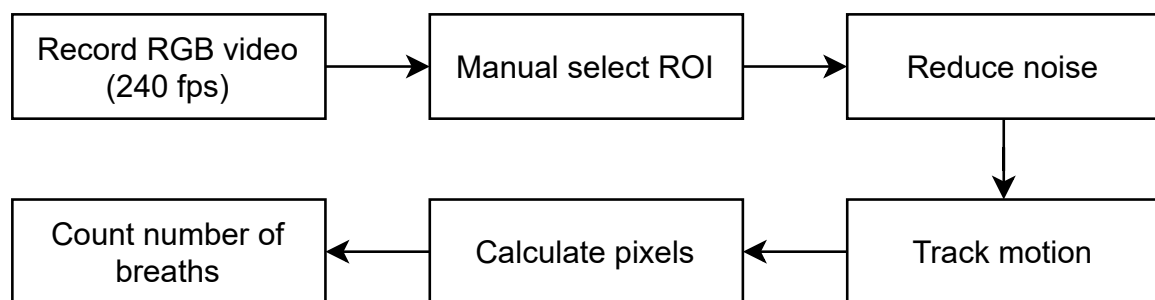 Record RGB video
(240 fps)
Manual select ROI
Reduce noise
Track motion
Calculate pixels
Count number of
breaths